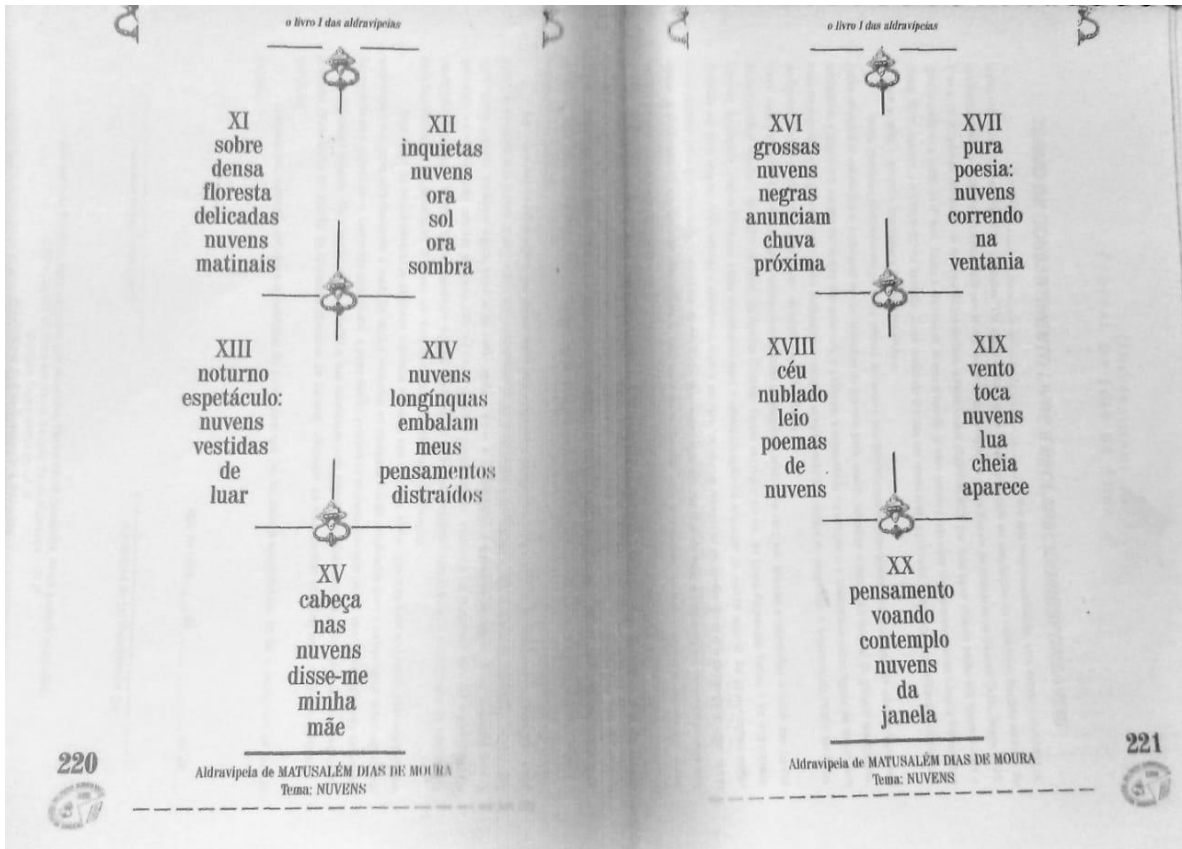 o livro I das aldravipeias
XI
sobre
densa
floresta
delicadas
nuvens
matinais
XII
inquietas
nuvens
ora
sol
ora
sombra
XIII
noturno
espetáculo:
nuvens
vestidas
de
luar
XIV
nuvens
longínquas
embalam
meus
pensamentos
distraídos
XV
cabeça
nas
nuvens
disse-me
minha
mãe
220
Aldravipeia de MATUSALÉM DIAS DE MOURA
Tema: NUVENS
o livro I das aldravipeias
XVI
grossas
nuvens
negras
anunciam
chuva
próxima
XVII
pura
poesia:
nuvens
correndo
na
ventania
XVIII
céu
nublado
leio
poemas
de
nuvens
XIX
vento
toca
nuvens
lua
cheia
aparece
XX
pensamento
voando
contemplo
nuvens
da
janela
Aldravipeia de MATUSALÉM DIAS DE MOURA
Tema: NUVENS
221